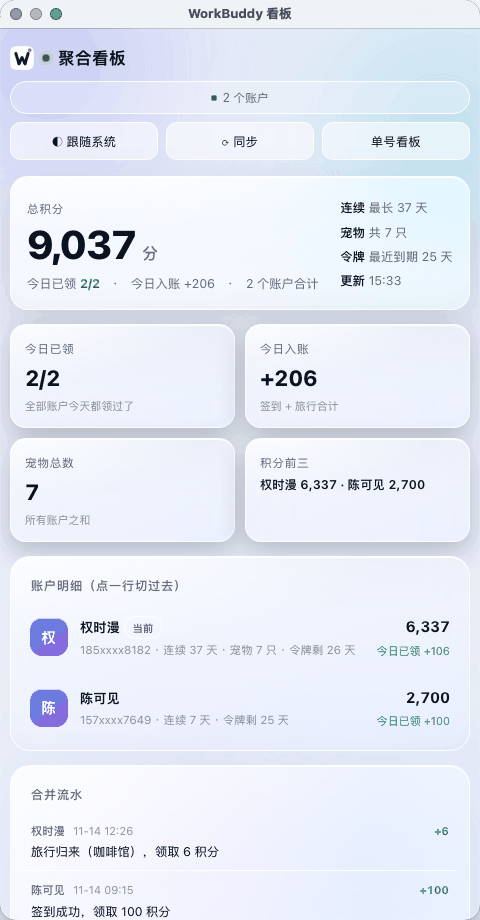 WorkBuddy 看板
W 聚合看板
2 个账户
跟随系统
同步
单号看板
总积分
9,037 分
今日已领 2/2 · 今日入账 +206 · 2 个账户合计
连续 最长 37 天
宠物 共 7 只
令牌 最近到期 25 天
更新 15:33
今日已领
2/2
全部账户今天都领过了
今日入账
+206
签到 + 旅行合计
宠物总数
7
所有账户之和
积分前三
权时漫 6,337 · 陈可见 2,700
账户明细（点一行切过去）
权
权时漫 当前
185xxxx8182 · 连续 37 天 · 宠物 7 只 · 令牌剩 26 天
6,337
今日已领 +106
陈
陈可见
157xxxx7649 · 连续 7 天 · 令牌剩 25 天
2,700
今日已领 +100
合并流水
权时漫 11-14 12:26 +6
旅行归来（咖啡馆），领取 6 积分
陈可见 11-14 09:15 +100
签到成功，领取 100 积分